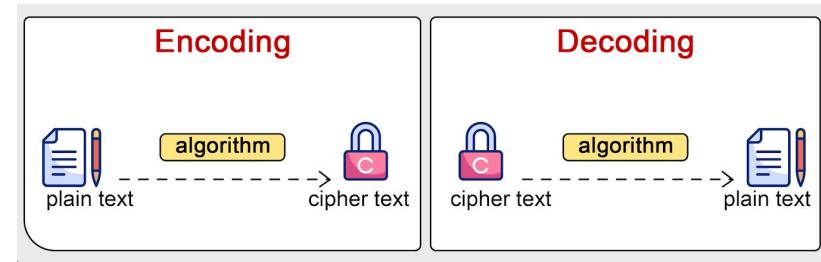 Encoding
algorithm
C
plain text
cipher text
Decoding
algorithm
C
cipher text
plain text